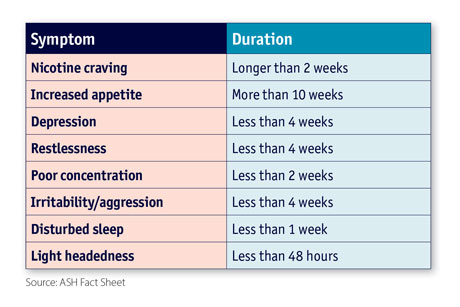 Symptom Duration
Nicotine craving Longer than 2 weeks
Increased appetite More than 10 weeks
Depression Less than 4 weeks
Restlessness Less than 4 weeks
Poor concentration Less than 2 weeks
Irritability/aggression Less than 4 weeks
Disturbed sleep Less than 1 week
Light headedness Less than 48 hours
Source: ASH Fact Sheet